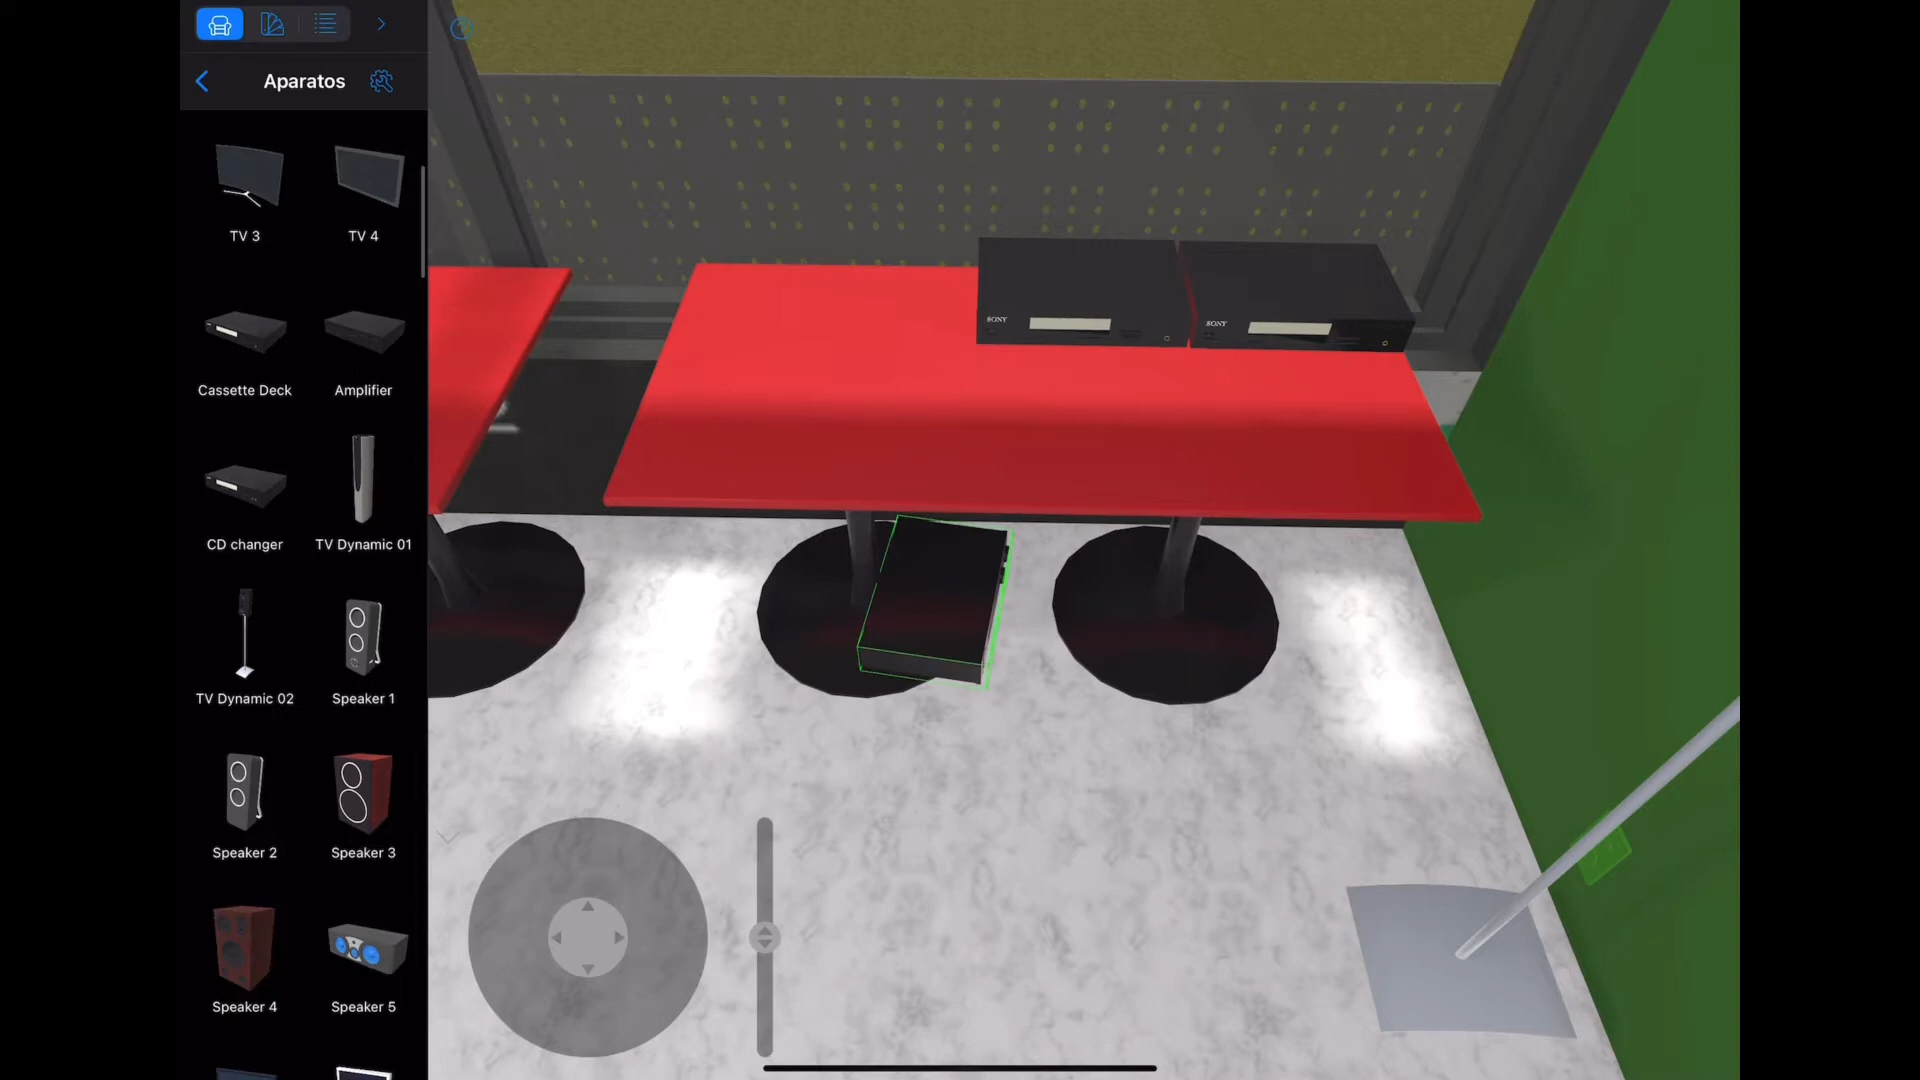 Aparatos
TV 3
TV 4
Cassette Deck
Amplifier
CD changer
TV Dynamic 01
TV Dynamic 02
Speaker 1
Speaker 2
Speaker 3
Speaker 4
Speaker 5
SONY
SONY